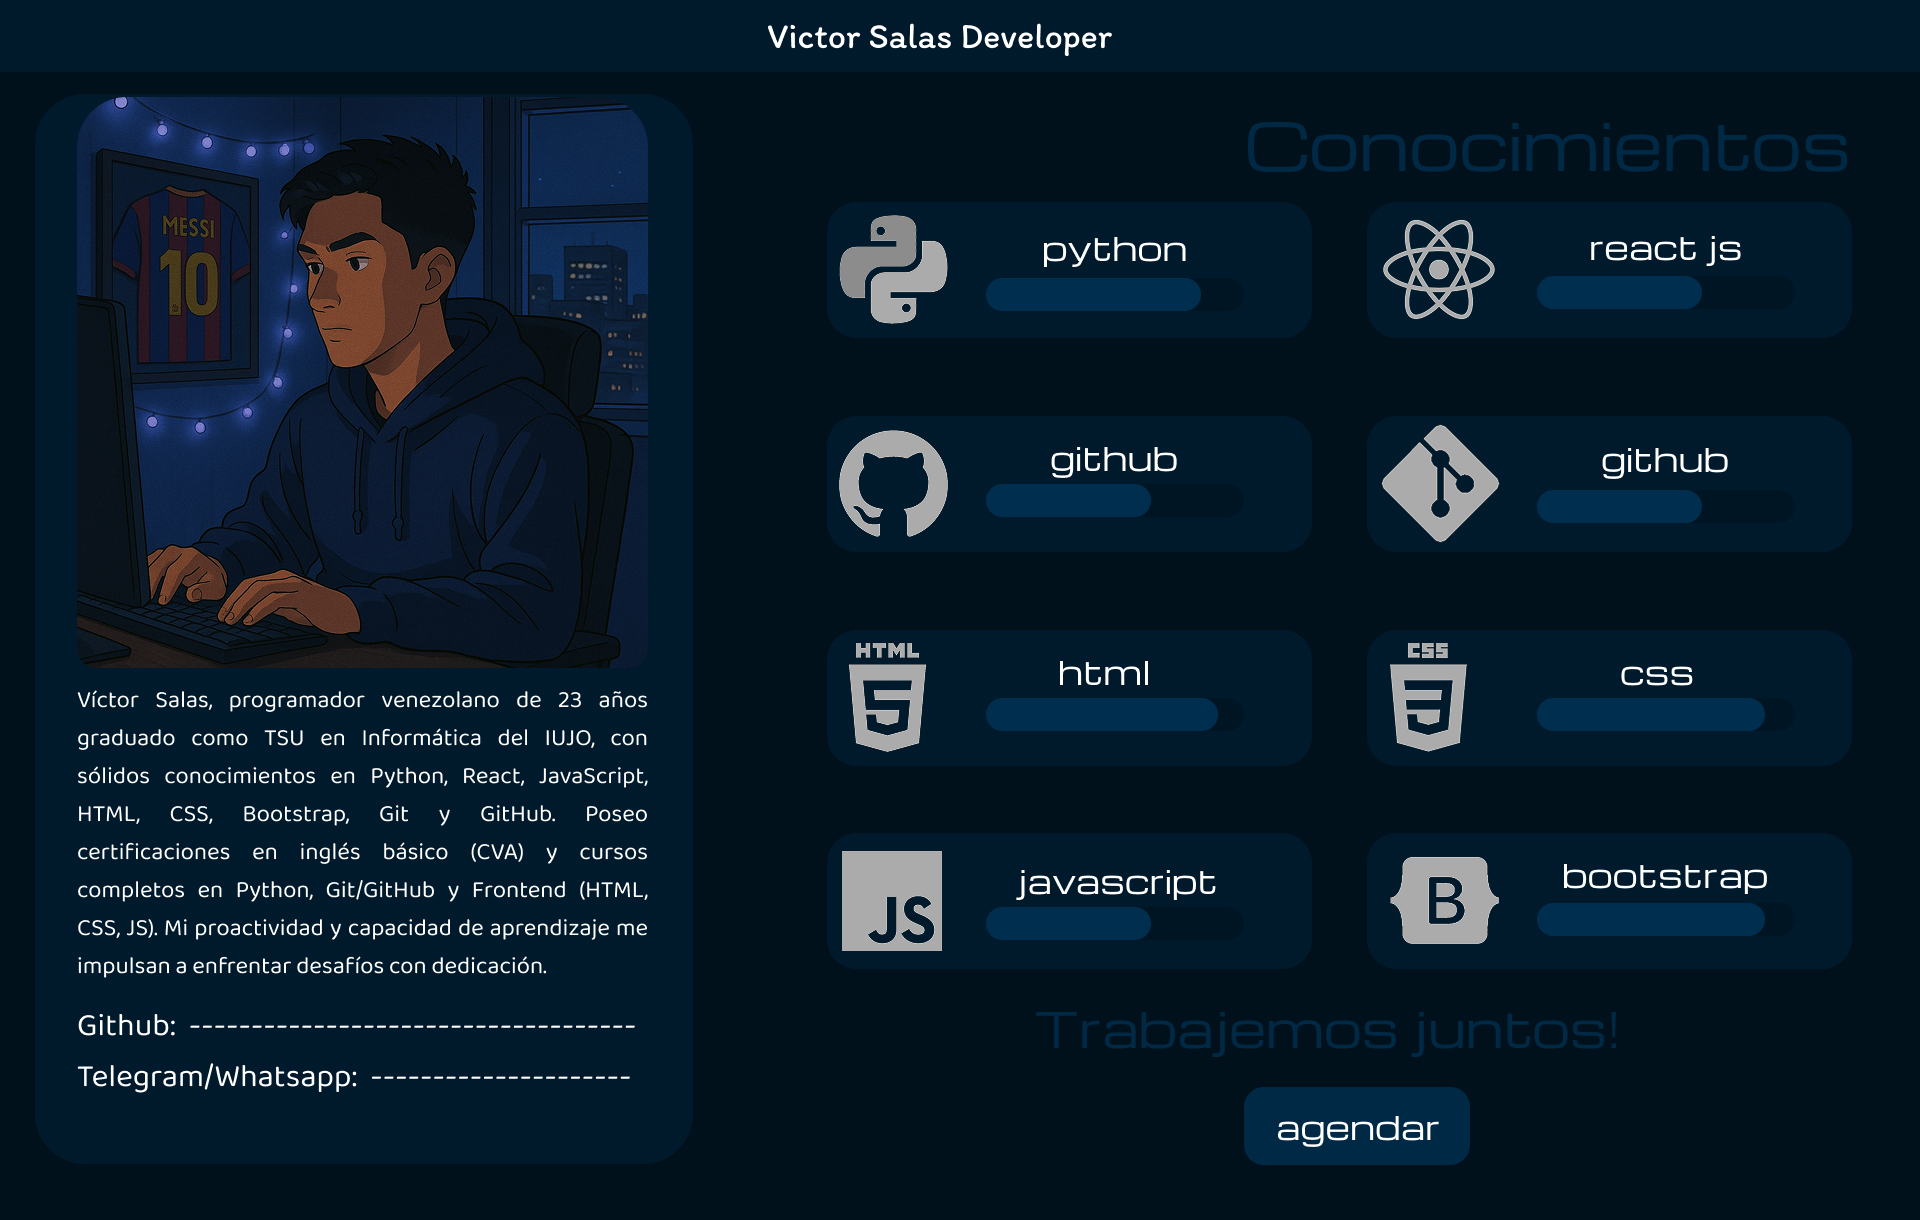 Victor Salas Developer
MESSI
10
Víctor Salas, programador venezolano de 23 años
graduado como TSU en Informática del IUJO, con
sólidos conocimientos en Python, React, JavaScript,
HTML, CSS, Bootstrap, Git y GitHub. Poseo
certificaciones en inglés básico (CVA) y cursos
completos en Python, Git/GitHub y Frontend (HTML,
CSS, JS). Mi proactividad y capacidad de aprendizaje me
impulsan a enfrentar desafíos con dedicación.
Github: ------------------------------------
Telegram/Whatsapp: ---------------------
Conocimientos
python
react js
github
github
HTML
5
html
CSS
3
css
JS
javascript
B
bootstrap
Trabajemos juntos!
agendar